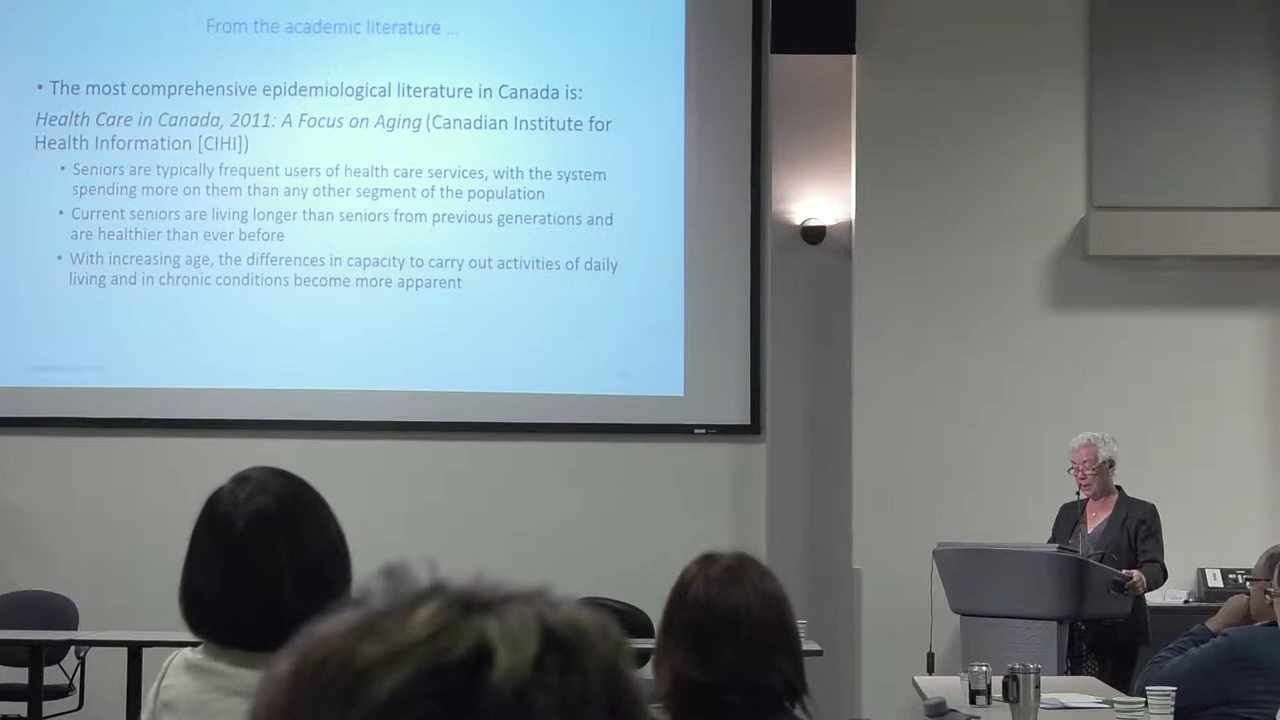 From the academic literature ...
• The most comprehensive epidemiological literature in Canada is:
Health Care in Canada, 2011: A Focus on Aging (Canadian Institute for
Health Information [CIHI])
• Seniors are typically frequent users of health care services, with the system
spending more on them than any other segment of the population
• Current seniors are living longer than seniors from previous generations and
are healthier than ever before
• With increasing age, the differences in capacity to carry out activities of daily
living and in chronic conditions become more apparent